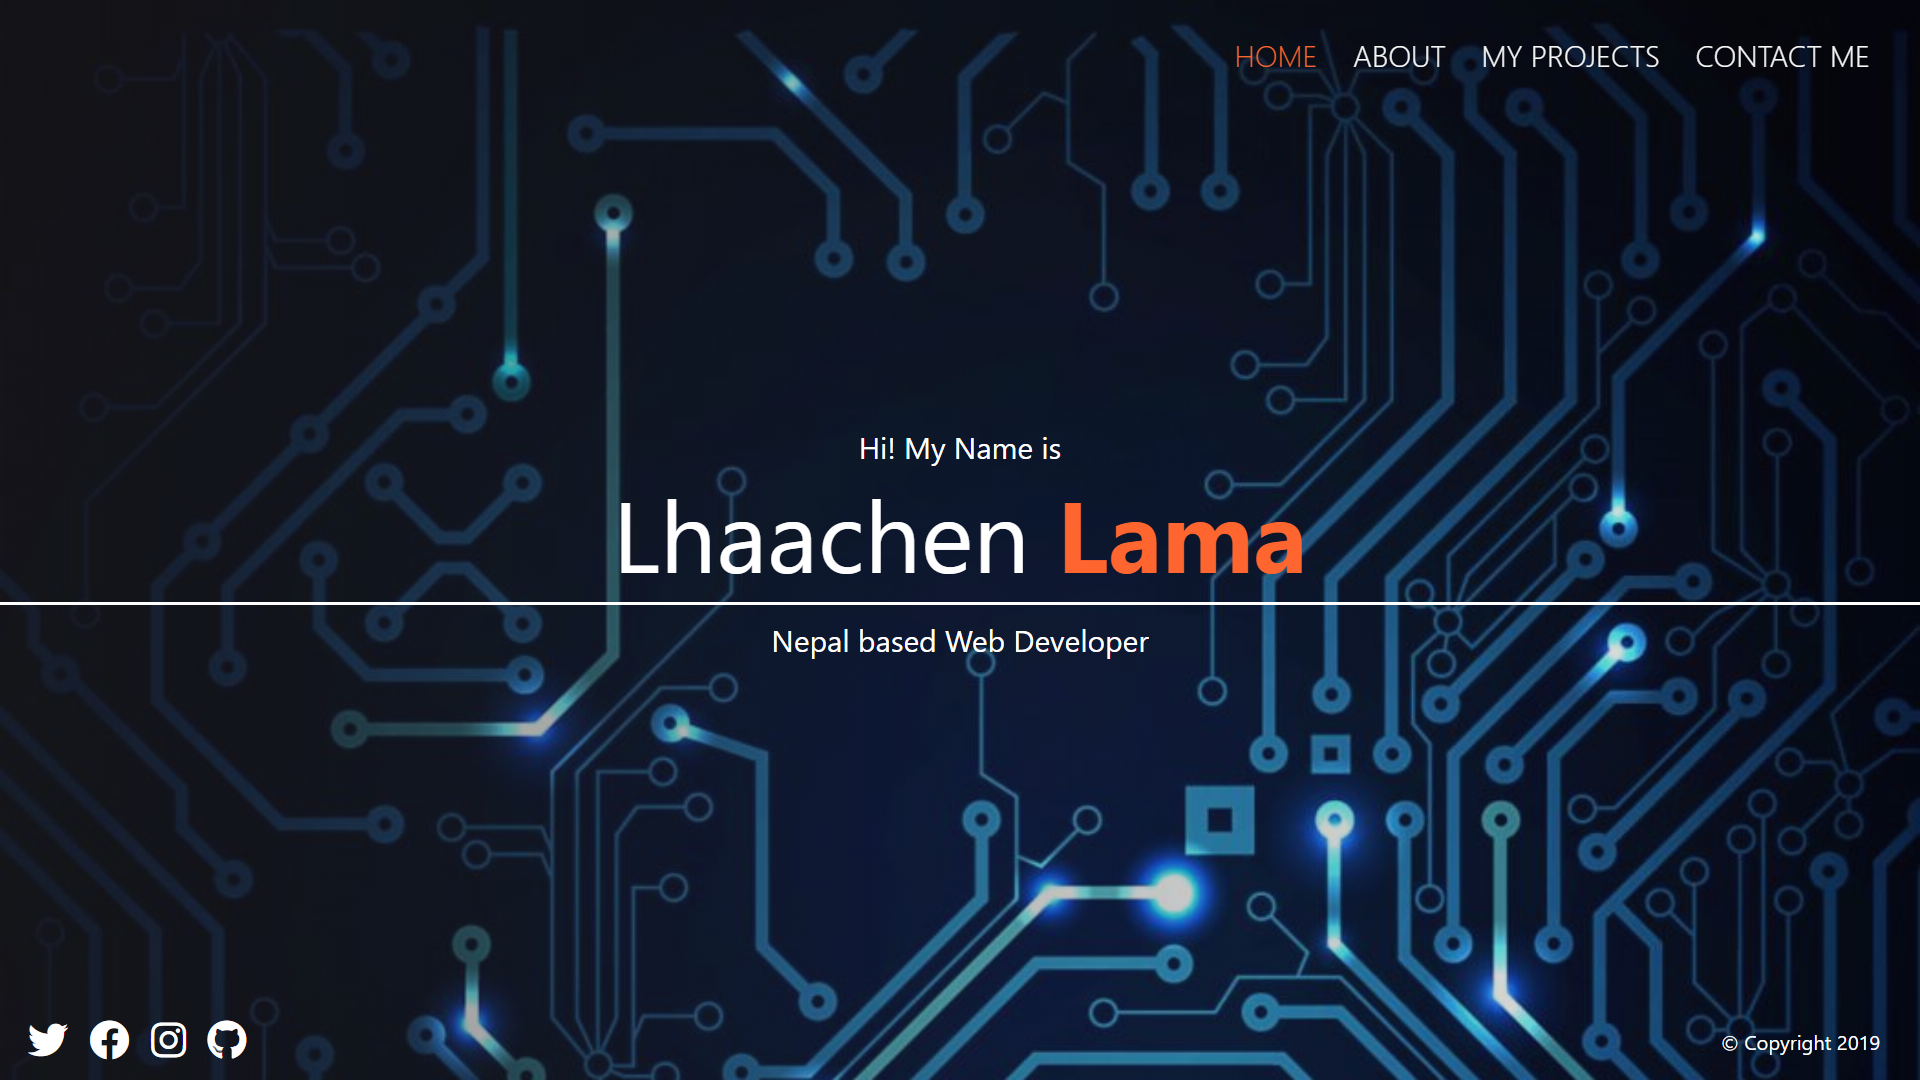 HOME ABOUT MY PROJECTS CONTACT ME
Hi! My Name is
Lhaachen Lama
Nepal based Web Developer
© Copyright 2019